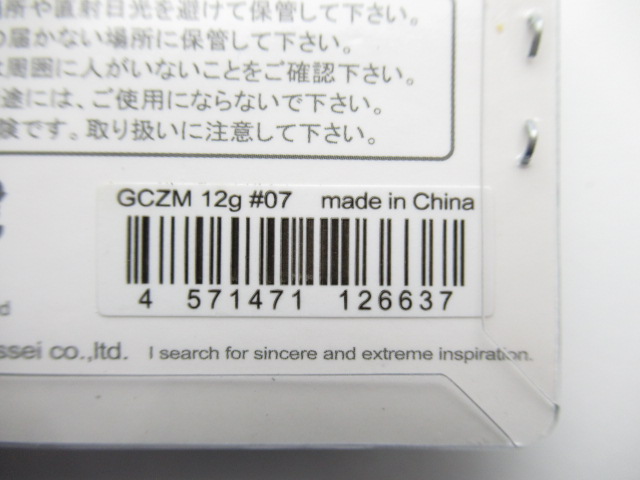 場所や直射日光を避けて保管して下さい。
の届かない場所に保管して下さい。
は周囲に人がいないことをご確認下さい。
途には、ご使用にならないで下さい。
険です。取り扱いに注意して下さい。
GCZM 12g #07 made in China
4 571471 126637
d
ssei co.,ltd. I search for sincere and extreme inspiration.